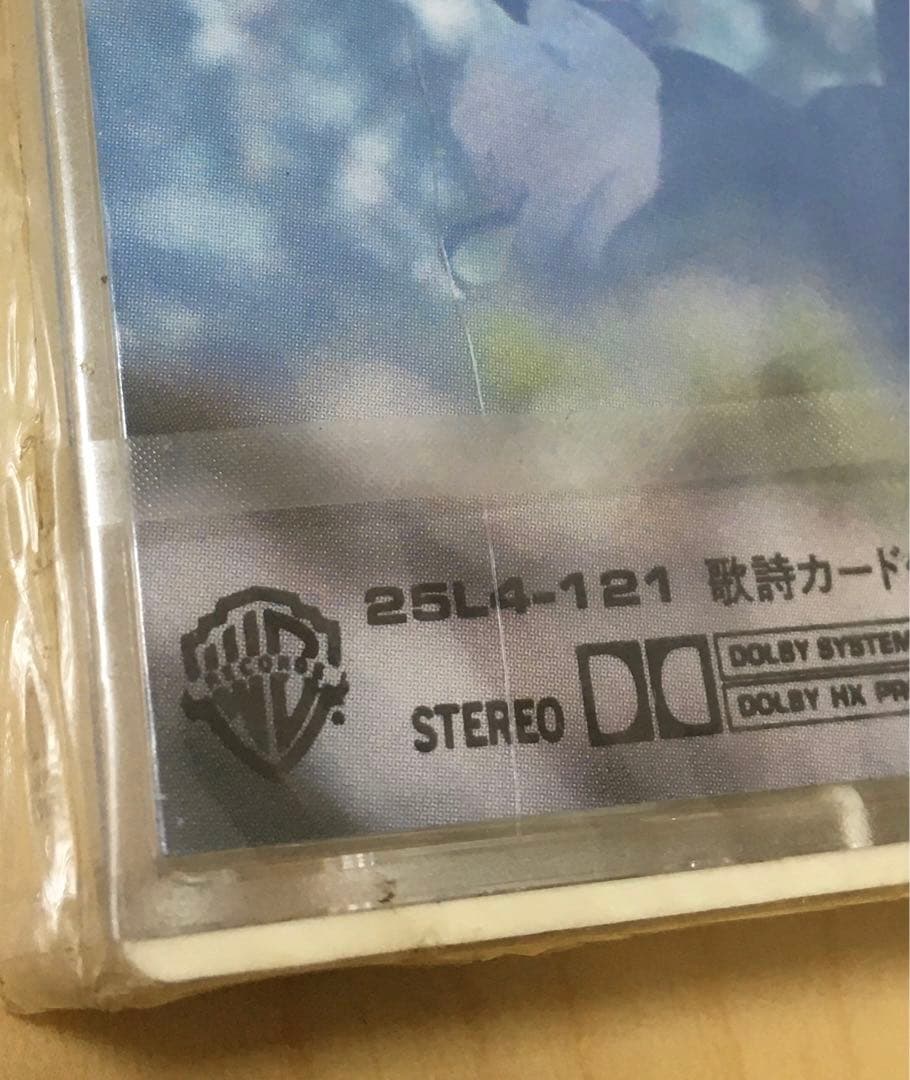 25L4-121 歌詩カード
RECORDS
STEREO
DOLBY SYSTEM
DOLBY HX PR